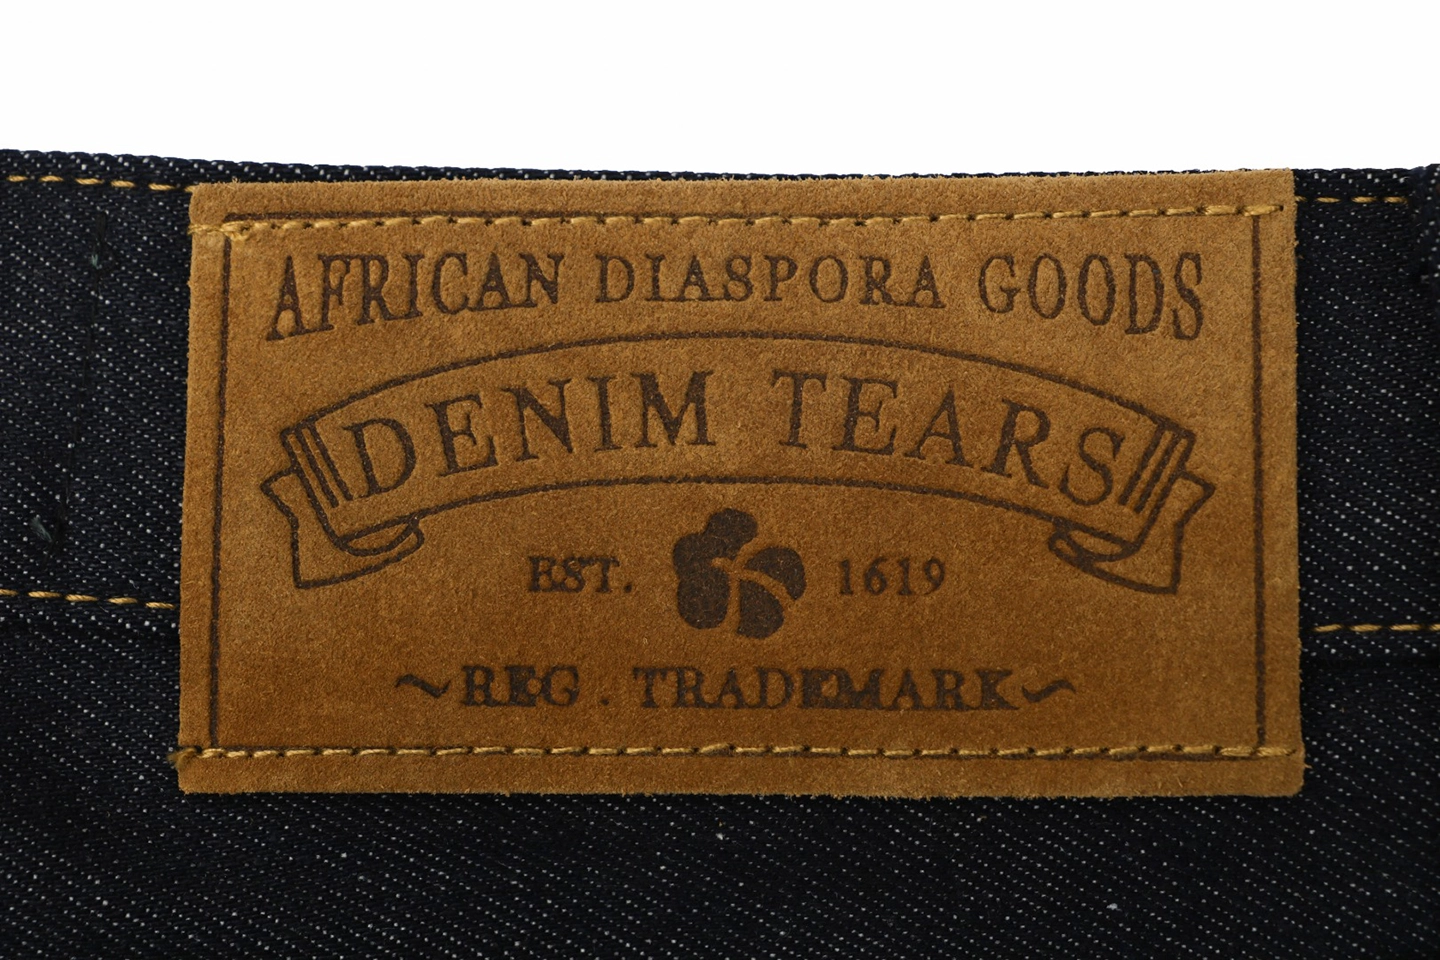 AFRICAN DIASPORA GOODS
DENIM TEARS
EST. 1619
~REG . TRADEMARK~